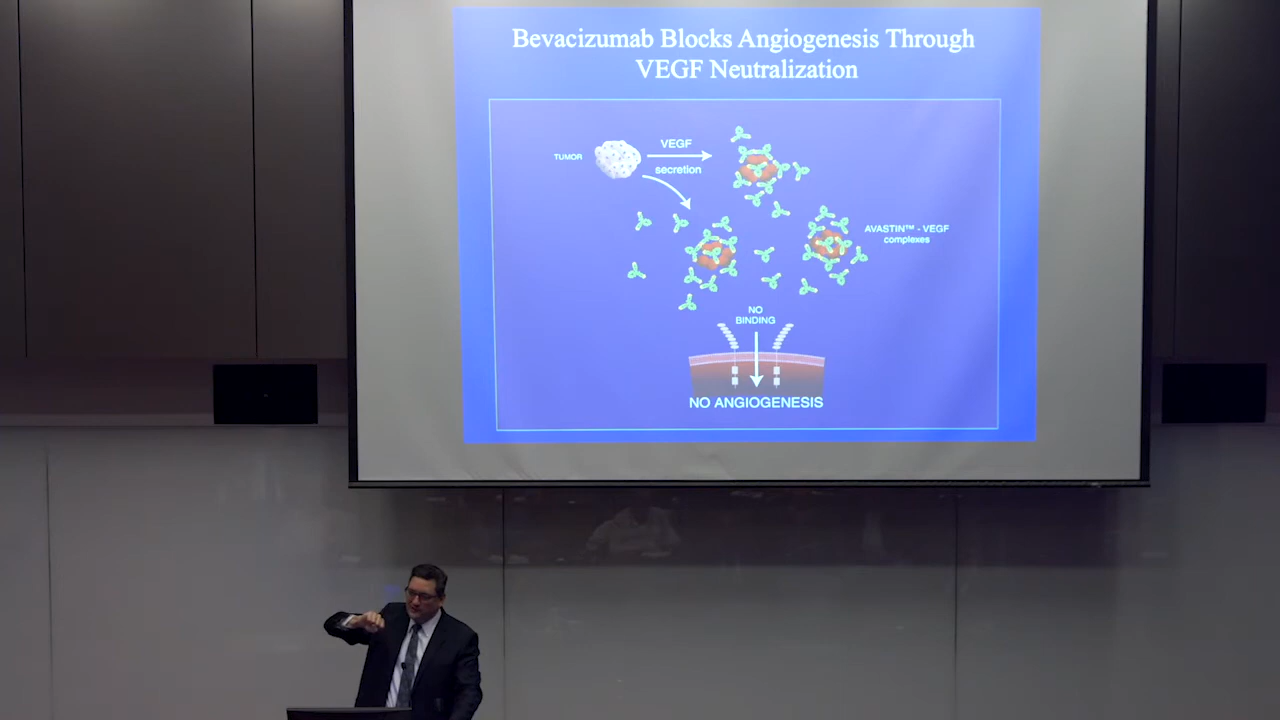 Bevacizumab Blocks Angiogenesis Through
VEGF Neutralization
TUMOR
VEGF
secretion
AVASTIN™ - VEGF
complexes
NO
BINDING
NO ANGIOGENESIS